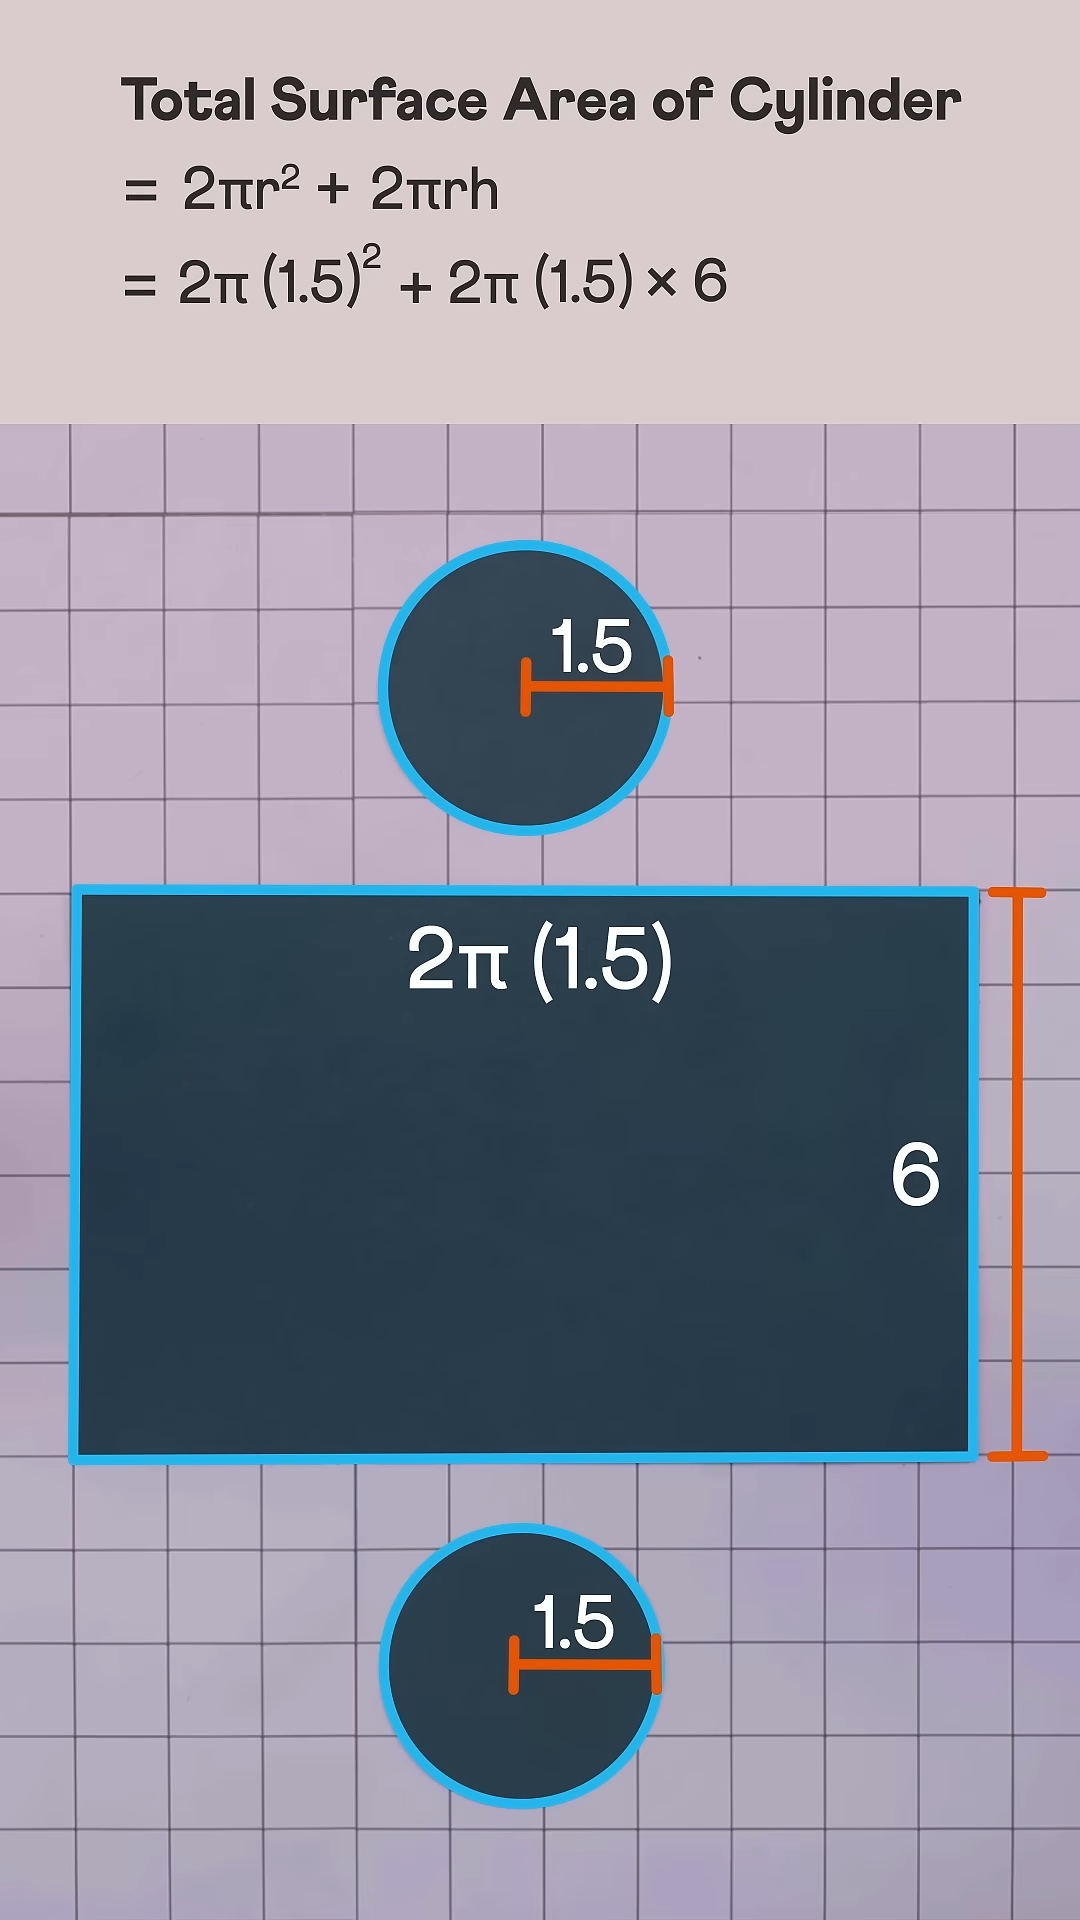 Total Surface Area of Cylinder
= 2πr² + 2πrh
= 2π (1.5)² + 2π (1.5) × 6
1.5
2π (1.5)
6
1.5